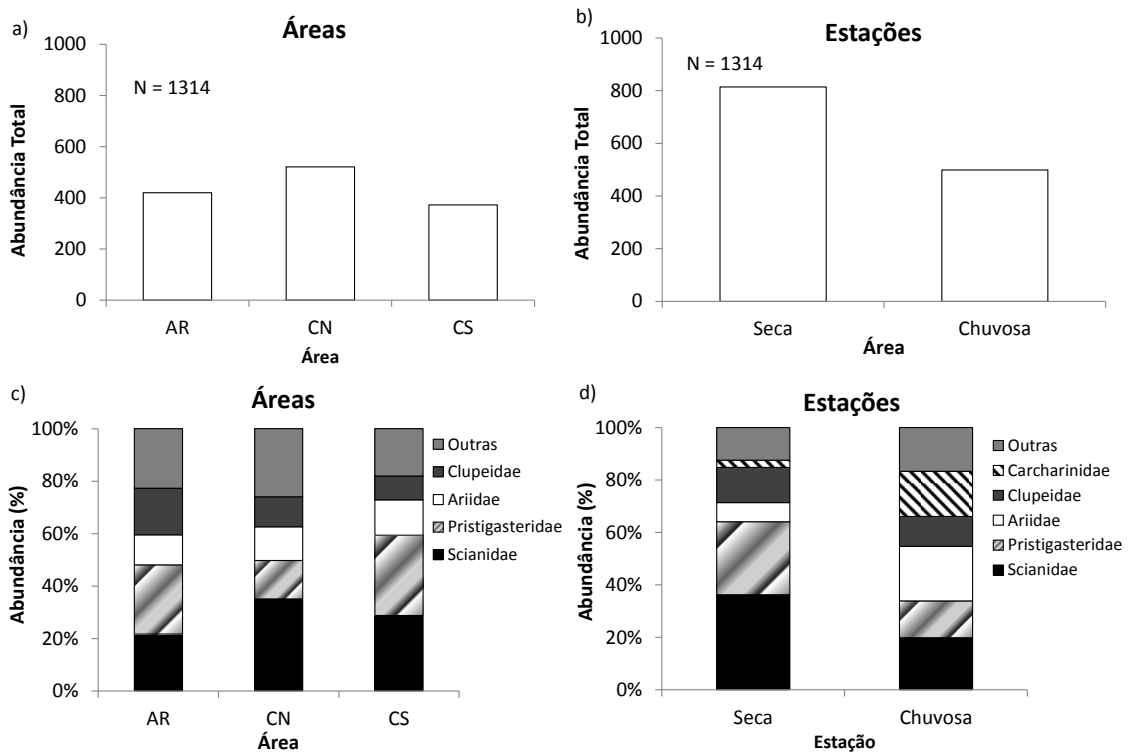 a)
Áreas
Abundância Total
1000
800
600
400
200
0
N = 1314
AR
CN
CS
Área
b)
Estações
Abundância Total
1000
800
600
400
200
0
N = 1314
Seca
Chuvosa
Área
c)
Áreas
Abundância (%)
100%
80%
60%
40%
20%
0%
AR
CN
CS
Área
Outras
Clupeidae
Ariidae
Pristigasteridae
Scianidae
d)
Estações
Abundância (%)
100%
80%
60%
40%
20%
0%
Seca
Chuvosa
Estação
Outras
Carcharinidae
Clupeidae
Ariidae
Pristigasteridae
Scianidae